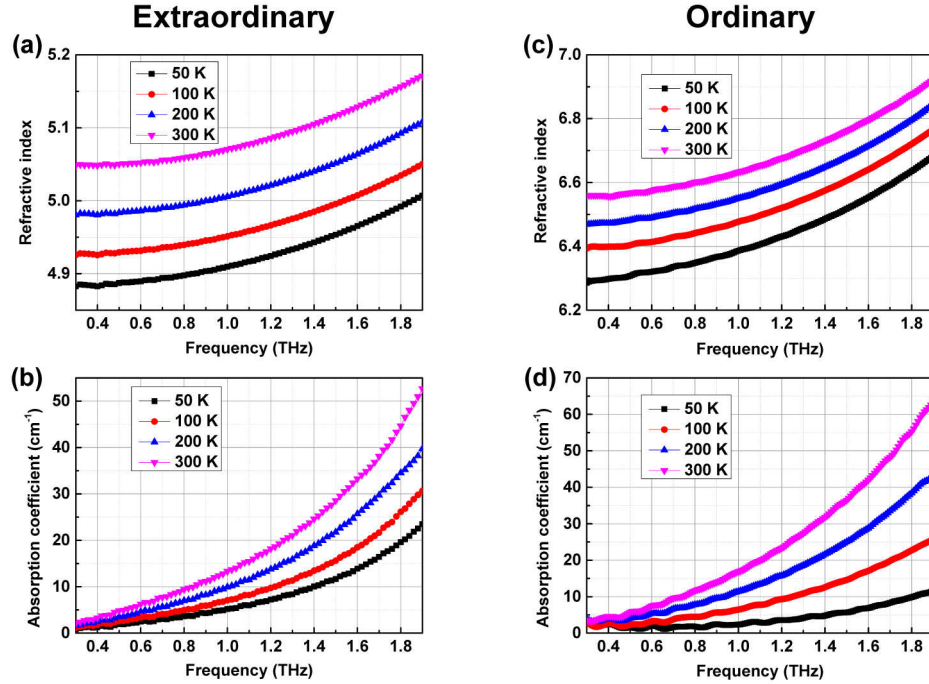 Extraordinary
Ordinary
(a)
5.2
5.1
5.0
4.9
Refractive index
50 K
100 K
200 K
300 K
0.4 0.6 0.8 1.0 1.2 1.4 1.6 1.8
Frequency (THz)
(c)
7.0
6.8
6.6
6.4
6.2
Refractive index
50 K
100 K
200 K
300 K
0.4 0.6 0.8 1.0 1.2 1.4 1.6 1.8
Frequency (THz)
(b)
50
40
30
20
10
0
Absorption coefficient (cm⁻¹)
50 K
100 K
200 K
300 K
0.4 0.6 0.8 1.0 1.2 1.4 1.6 1.8
Frequency (THz)
(d)
70
60
50
40
30
20
10
0
Absorption coefficient (cm⁻¹)
50 K
100 K
200 K
300 K
0.4 0.6 0.8 1.0 1.2 1.4 1.6 1.8
Frequency (THz)